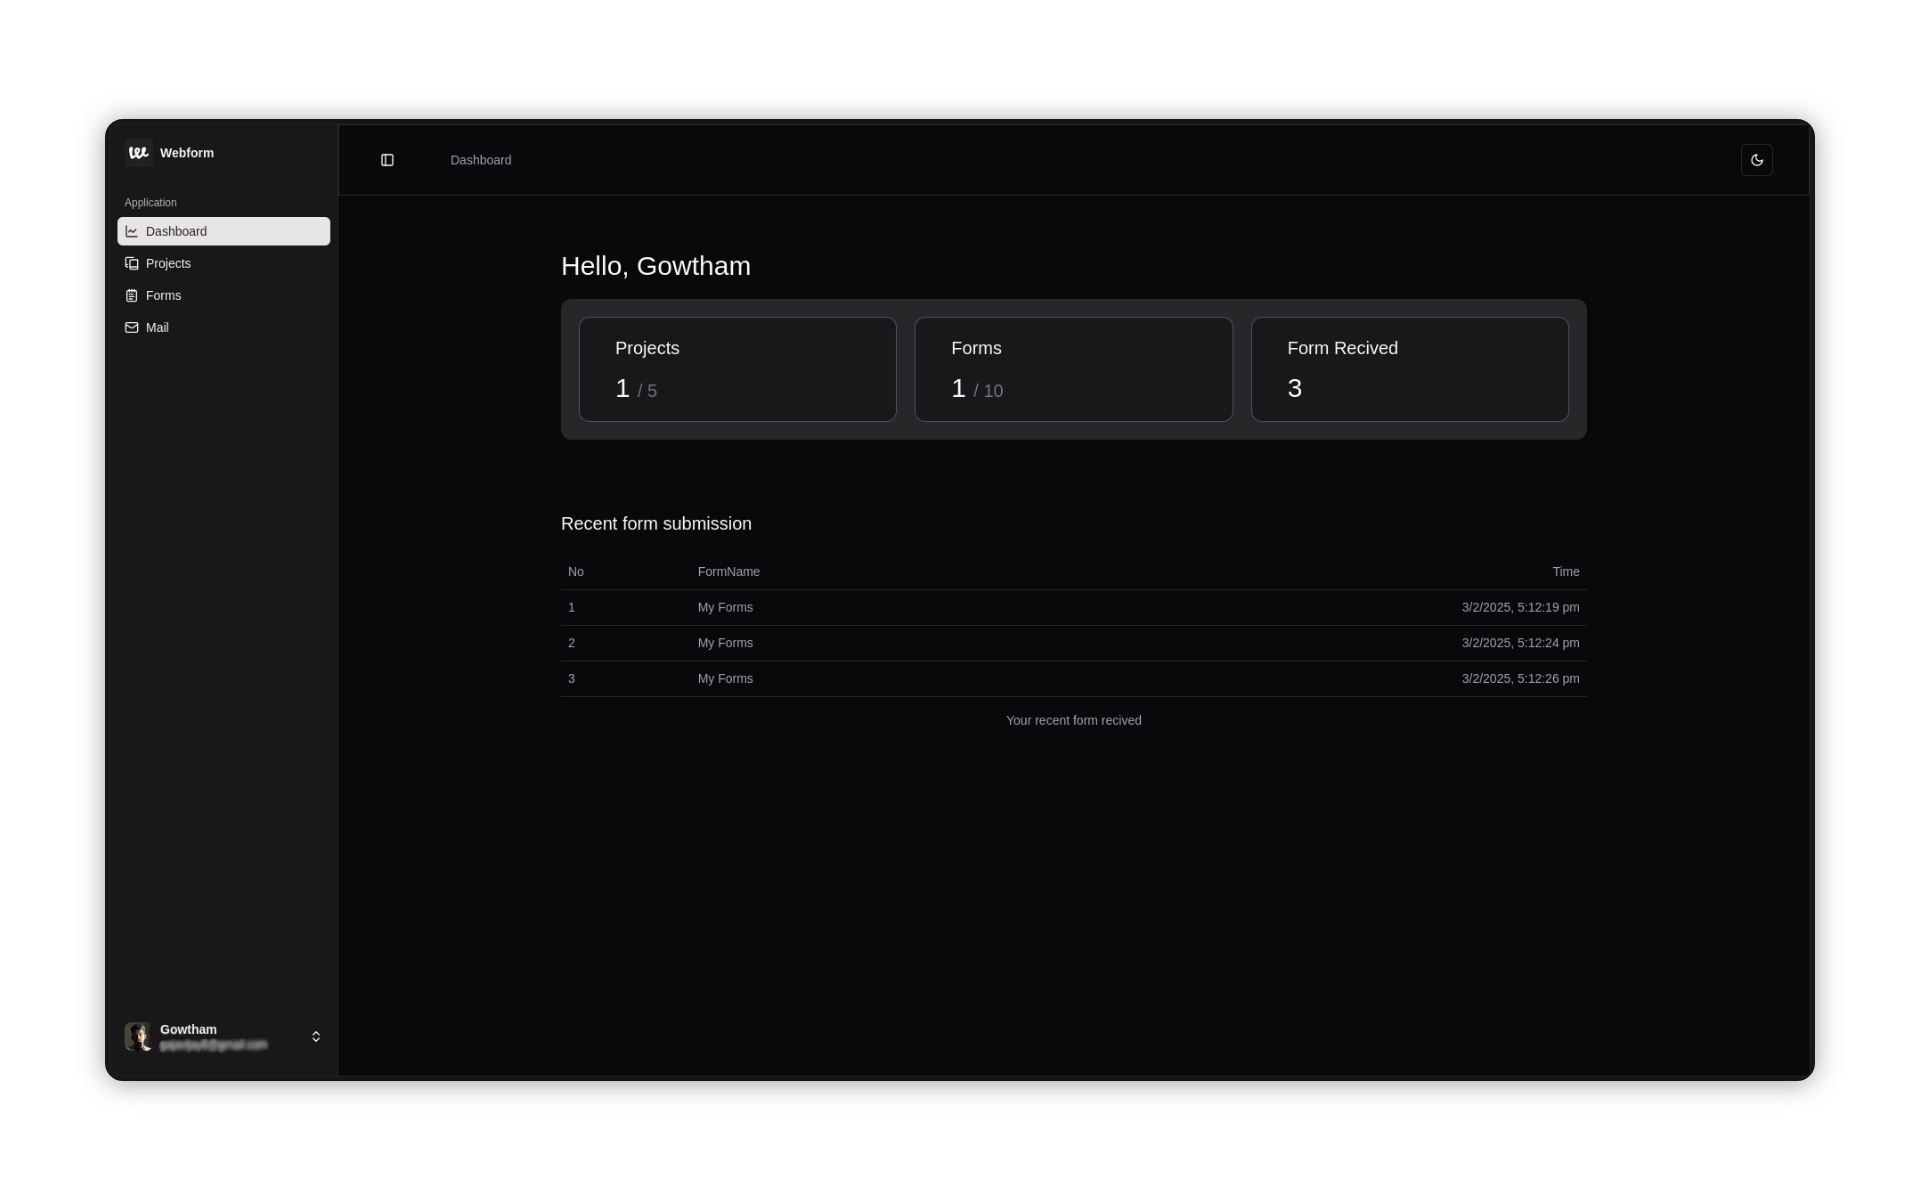 Webform
Application
Dashboard
Projects
Forms
Mail
Gowtham
Dashboard
Hello, Gowtham
Projects
1 / 5
Forms
1 / 10
Form Recived
3
Recent form submission
No FormName Time
1 My Forms 3/2/2025, 5:12:19 pm
2 My Forms 3/2/2025, 5:12:24 pm
3 My Forms 3/2/2025, 5:12:26 pm
Your recent form recived